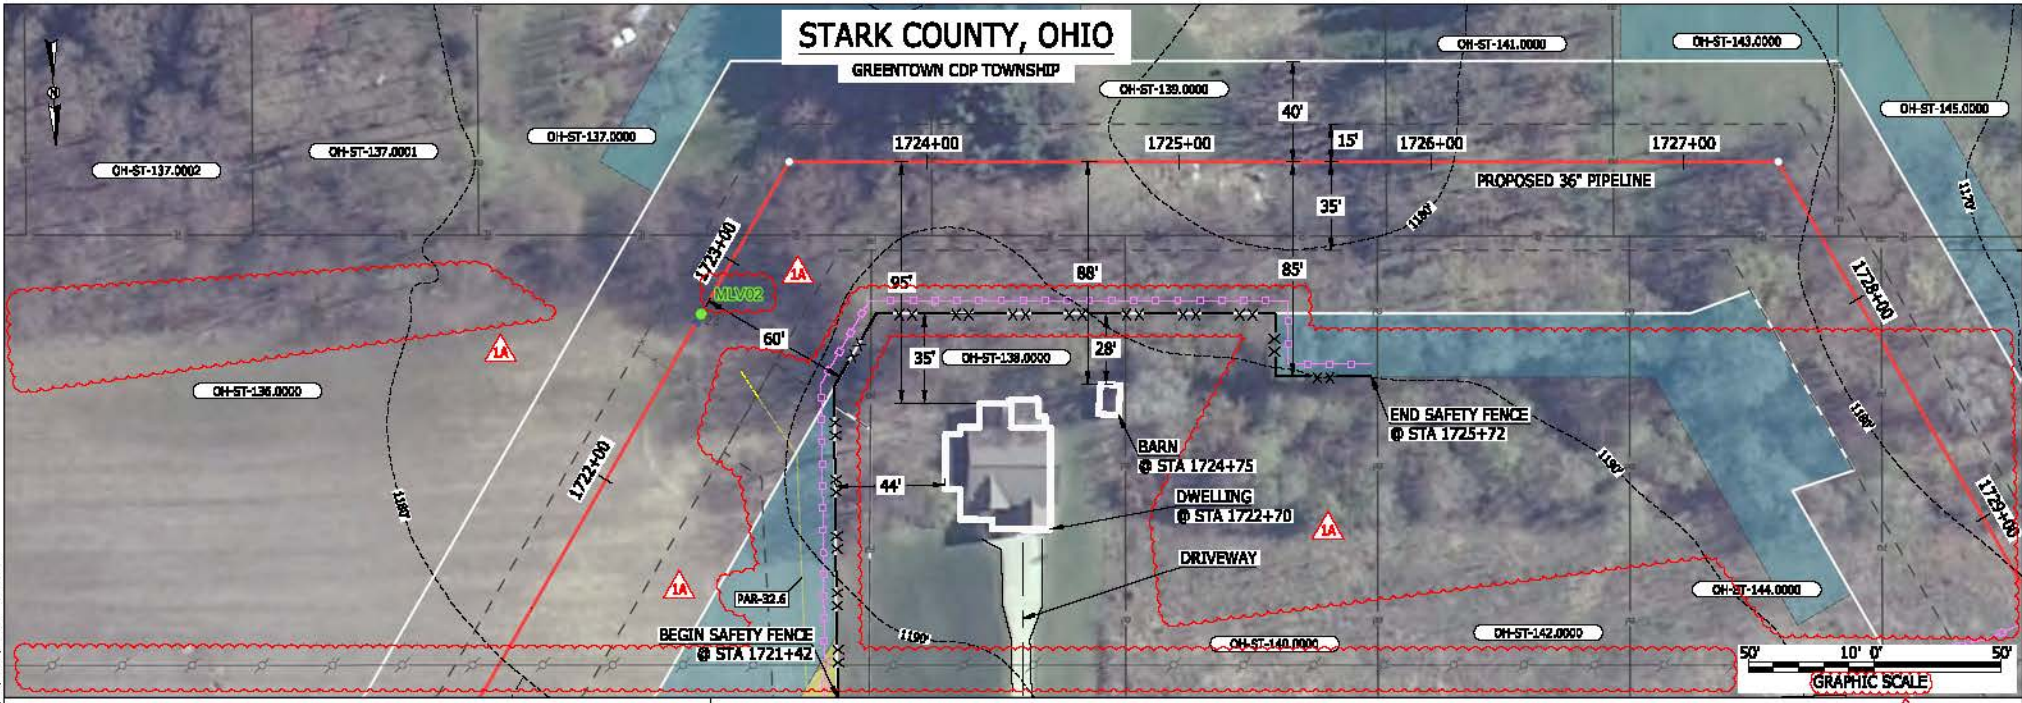 STARK COUNTY, OHIO
GREENTOWN CDP TOWNSHIP
N
OH-ST-137.0002
OH-ST-137.0001
OH-ST-137.0000
OH-ST-139.0000
OH-ST-141.0000
OH-ST-143.0000
OH-ST-145.0000
40'
15'
1724+00
1725+00
1726+00
1727+00
PROPOSED 36" PIPELINE
35'
1180'
1170'
1723+00
MLV02
1A
95'
88'
85'
1728+00
60'
1A
35'
OH-ST-138.0000
28'
OH-ST-136.0000
END SAFETY FENCE
@ STA 1725+72
1180'
BARN
@ STA 1724+75
1190'
1722+00
1180'
44'
DWELLING
@ STA 1722+70
1A
1729+00
DRIVEWAY
1A
PAR-32.6
OH-ST-144.0000
BEGIN SAFETY FENCE
@ STA 1721+42
1190'
OH-ST-140.0000
OH-ST-142.0000
50' 10' 0' 50'
GRAPHIC SCALE